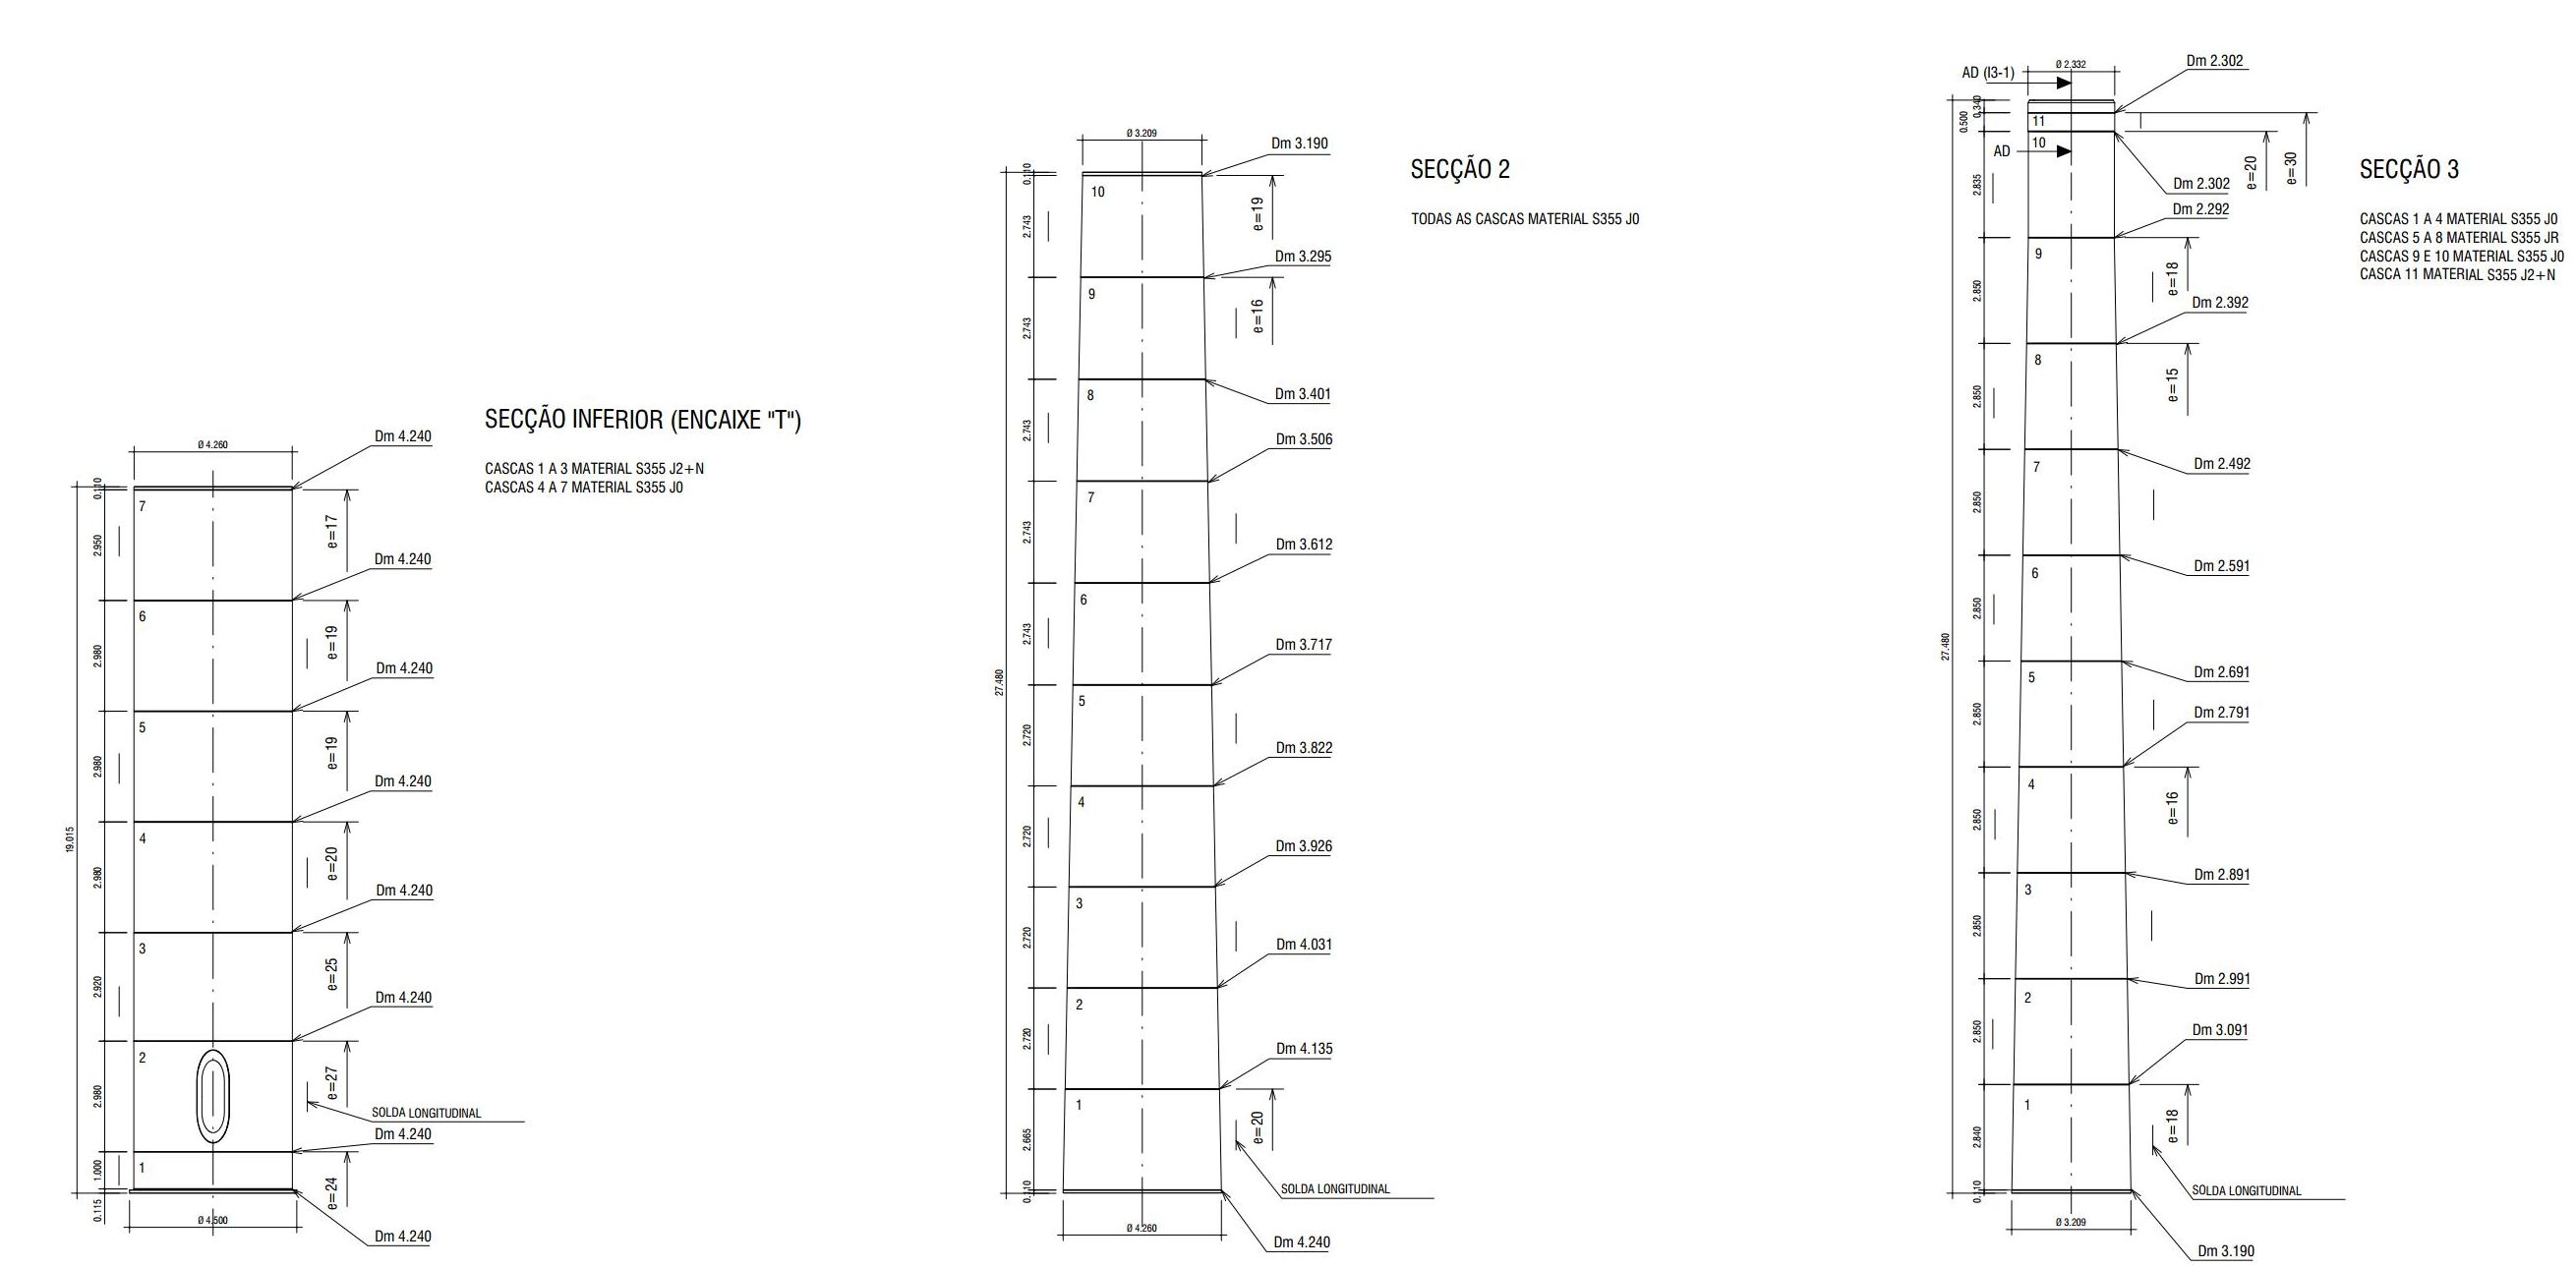 SECÇÃO INFERIOR (ENCAIXE "T")
CASCAS 1 A 3 MATERIAL S355 J2+N
CASCAS 4 A 7 MATERIAL S355 J0
Ø 4.260
Dm 4.240
0.110
7
2.950
e=17
Dm 4.240
6
2.980
e=19
Dm 4.240
5
2.980
e=19
Dm 4.240
19.015
4
2.980
e=20
Dm 4.240
3
2.920
e=25
Dm 4.240
2
2.980
e=27
SOLDA LONGITUDINAL
Dm 4.240
1
1.000
e=24
0.115
Ø 4.500
Dm 4.240
SECÇÃO 2
TODAS AS CASCAS MATERIAL S355 J0
Ø 3.209
Dm 3.190
0.110
10
2.743
e=19
Dm 3.295
9
2.743
e=16
8
Dm 3.401
2.743
Dm 3.506
7
2.743
Dm 3.612
6
2.743
Dm 3.717
27.480
5
2.720
Dm 3.822
4
2.720
Dm 3.926
3
2.720
Dm 4.031
2
2.720
Dm 4.135
1
2.665
e=20
SOLDA LONGITUDINAL
0.110
Ø 4.260
Dm 4.240
SECÇÃO 3
CASCAS 1 A 4 MATERIAL S355 J0
CASCAS 5 A 8 MATERIAL S355 JR
CASCAS 9 E 10 MATERIAL S355 J0
CASCA 11 MATERIAL S355 J2+N
Ø 2.332
Dm 2.302
AD (I3-1)
0.340
0.500
11
10
AD
e=20
e=30
2.835
Dm 2.302
Dm 2.292
9
2.850
e=18
Dm 2.392
8
2.850
e=15
Dm 2.492
7
2.850
Dm 2.591
6
2.850
27.480
Dm 2.691
5
2.850
Dm 2.791
4
2.850
e=16
Dm 2.891
3
2.850
Dm 2.991
2
2.850
Dm 3.091
1
2.840
e=18
SOLDA LONGITUDINAL
0.110
Ø 3.209
Dm 3.190